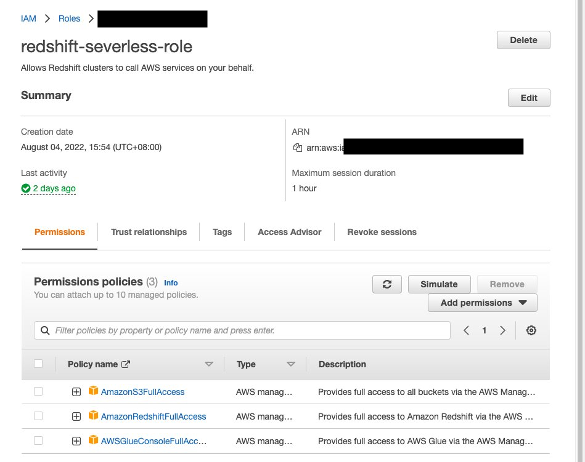 IAM > Roles >
redshift-severless-role
Delete
Allows Redshift clusters to call AWS services on your behalf.
Summary
Edit
Creation date
August 04, 2022, 15:54 (UTC+08:00)
ARN
arn:aws:i
Last activity
2 days ago
Maximum session duration
1 hour
Permissions
Trust relationships
Tags
Access Advisor
Revoke sessions
Permissions policies (3) Info
You can attach up to 10 managed policies.
Simulate
Remove
Add permissions
Filter policies by property or policy name and press enter.
1
Policy name
Type
Description
AmazonS3FullAccess AWS manag... Provides full access to all buckets via the AWS Manag...
AmazonRedshiftFullAccess AWS manag... Provides full access to Amazon Redshift via the AWS ...
AWSGlueConsoleFullAcc... AWS manag... Provides full access to AWS Glue via the AWS Manag...